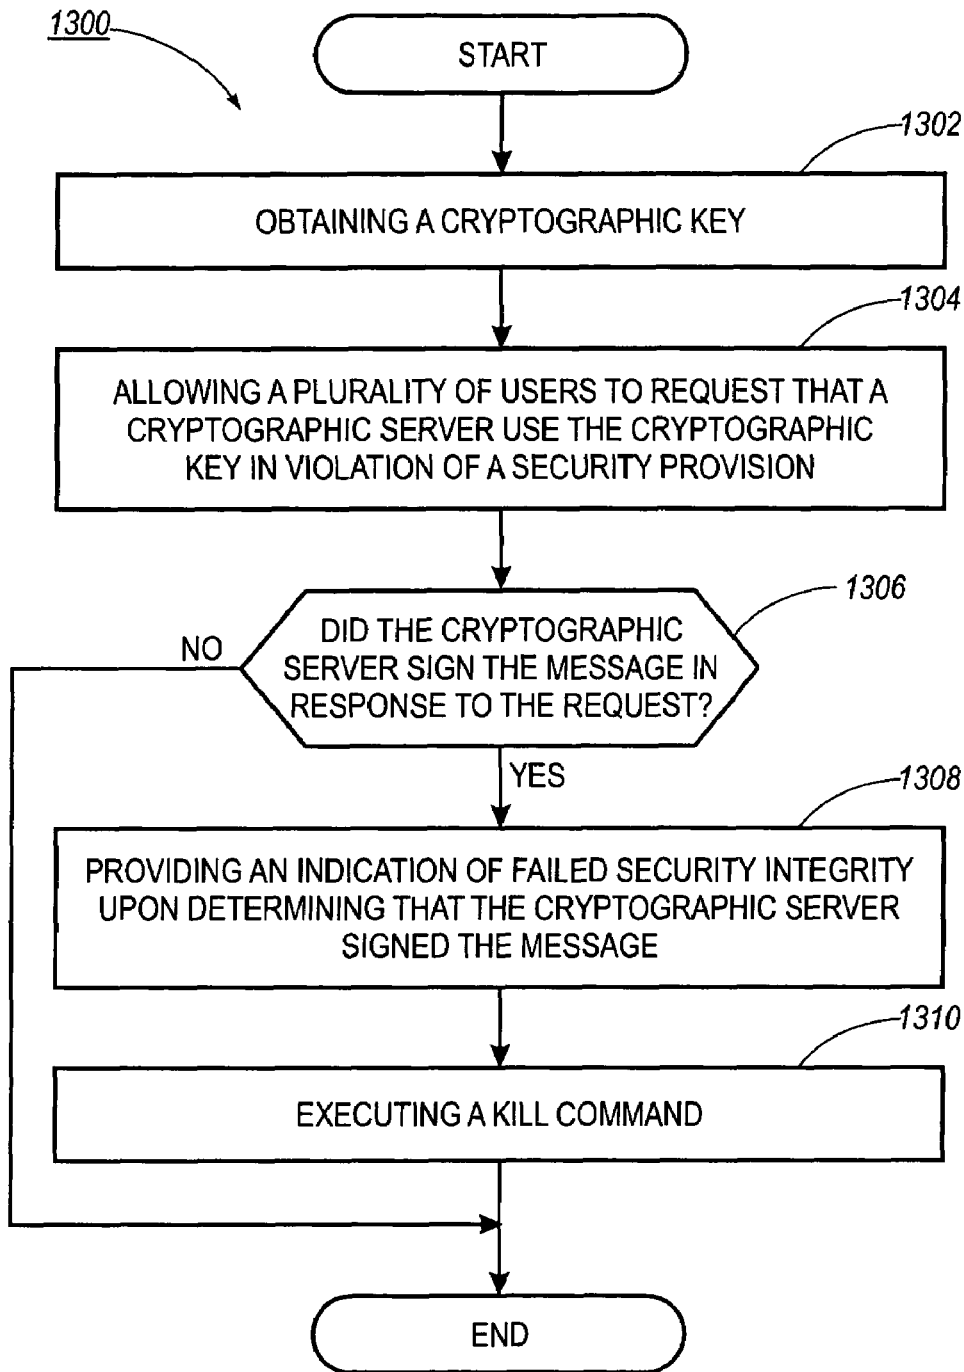 1300
START
1302
OBTAINING A CRYPTOGRAPHIC KEY
1304
ALLOWING A PLURALITY OF USERS TO REQUEST THAT A
CRYPTOGRAPHIC SERVER USE THE CRYPTOGRAPHIC
KEY IN VIOLATION OF A SECURITY PROVISION
1306
NO
DID THE CRYPTOGRAPHIC
SERVER SIGN THE MESSAGE IN
RESPONSE TO THE REQUEST?
YES
1308
PROVIDING AN INDICATION OF FAILED SECURITY INTEGRITY
UPON DETERMINING THAT THE CRYPTOGRAPHIC SERVER
SIGNED THE MESSAGE
1310
EXECUTING A KILL COMMAND
END